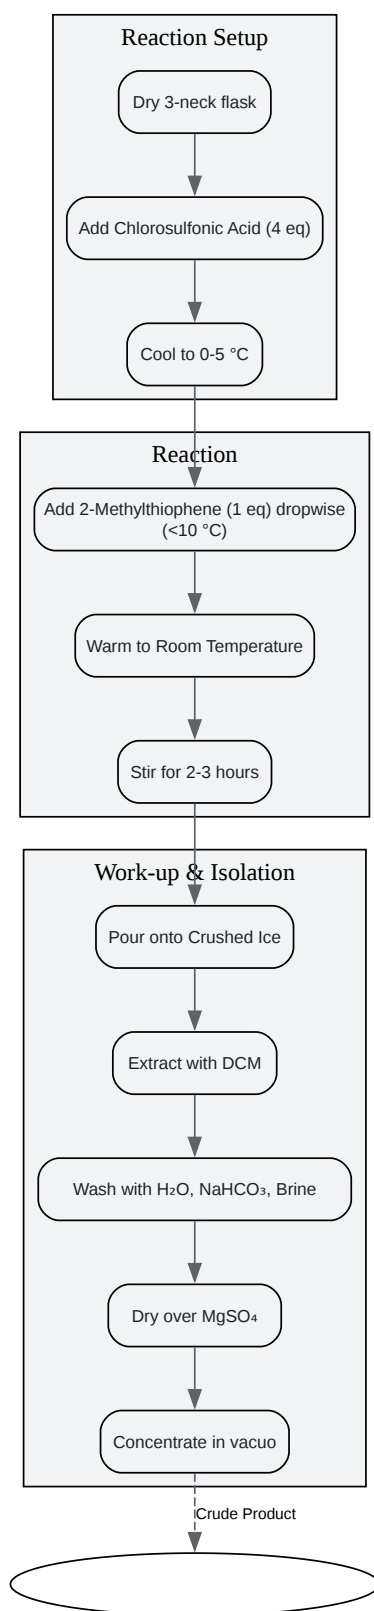 Reaction Setup
Dry 3-neck flask
Add Chlorosulfonic Acid (4 eq)
Cool to 0-5 °C
Reaction
Add 2-Methylthiophene (1 eq) dropwise
(<10 °C)
Warm to Room Temperature
Stir for 2-3 hours
Work-up & Isolation
Pour onto Crushed Ice
Extract with DCM
Wash with H₂O, NaHCO₃, Brine
Dry over MgSO₄
Concentrate in vacuo
Crude Product